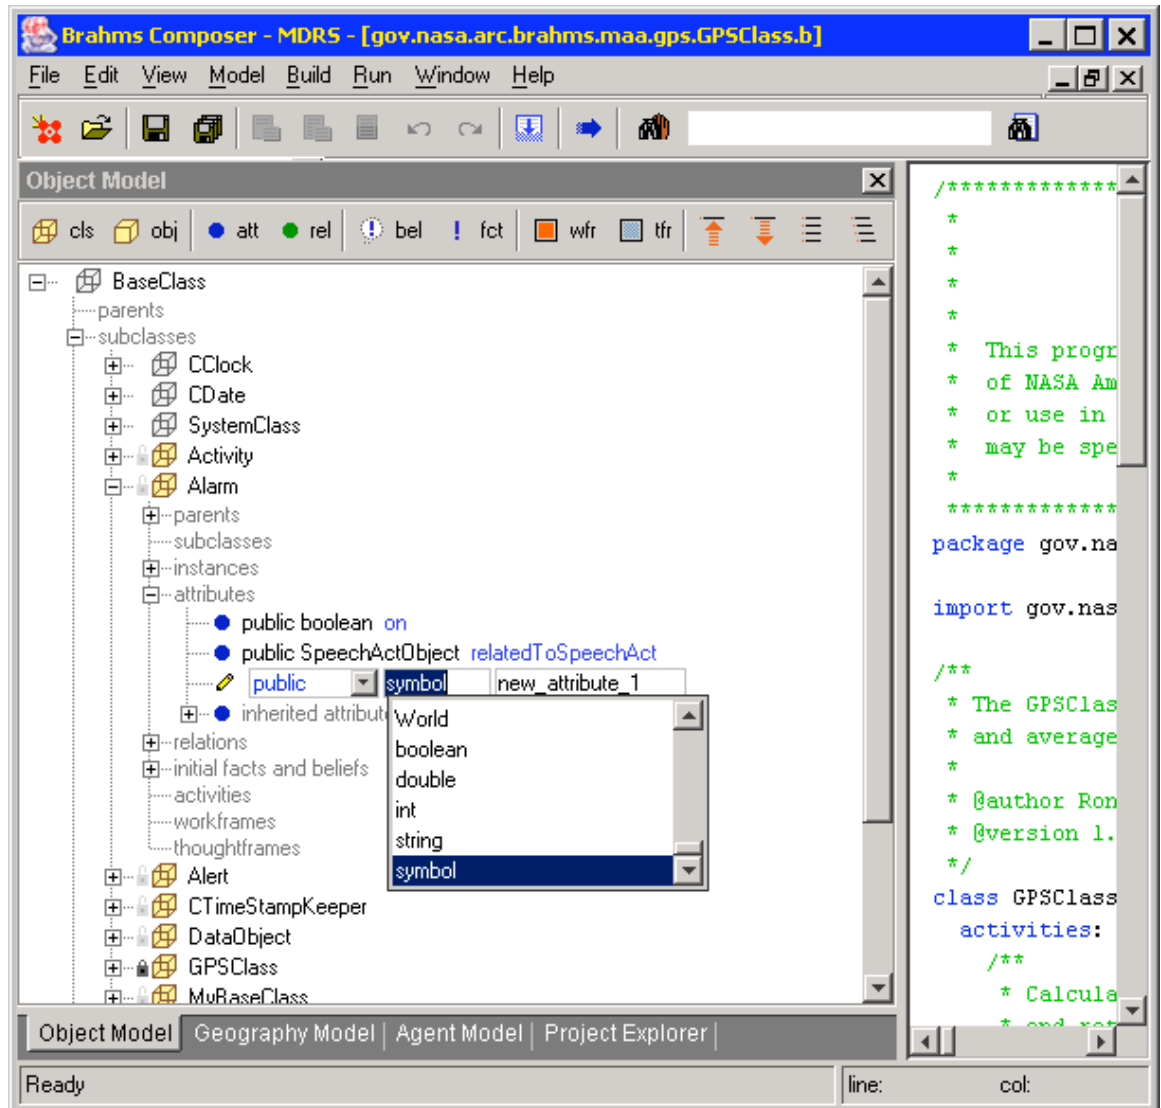 Brahms Composer - MDRS - [gov.nasa.arc.brahms.maa.gps.GPSClass.b]
File Edit View Model Build Run Window Help
Object Model
cls obj att rel bel fct wfr tfr
BaseClass
parents
subclasses
CClock
CDate
SystemClass
Activity
Alarm
parents
subclasses
instances
attributes
public boolean on
public SpeechActObject relatedToSpeechAct
public symbol new_attribute_1
inherited attribut
World
boolean
double
int
string
symbol
relations
initial facts and beliefs
activities
workframes
thoughtframes
Alert
CTimeStampKeeper
DataObject
GPSClass
MyBaseClass
Object Model Geography Model Agent Model Project Explorer
Ready line: col:
/*************
*
*
*
*
* This progr
* of NASA Am
* or use in
* may be spe
*
*************
package gov.na
import gov.nas
/**
* The GPSClas
* and average
*
* @author Ron
* @version 1.
*/
class GPSClass
activities:
/**
* Calcula
* and ret